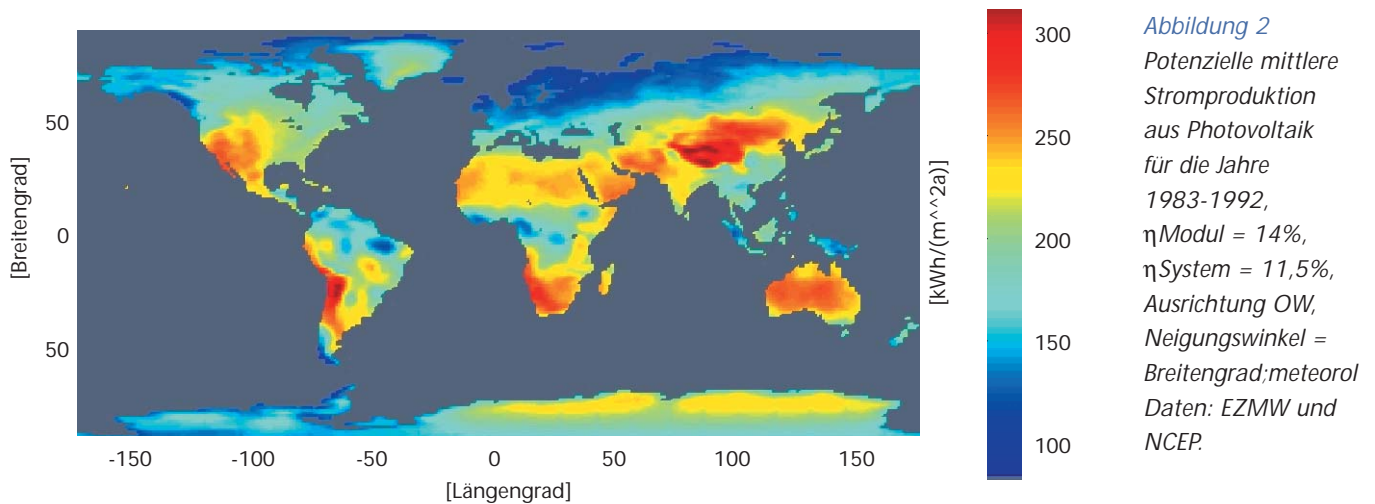 50
0
50
[Breitengrad]
-150 -100 -50 0 50 100 150
[Längengrad]
300
250
200
150
100
[kWh/(m^^2a)]
Abbildung 2
Potenzielle mittlere
Stromproduktion
aus Photovoltaik
für die Jahre
1983-1992,
ηModul = 14%,
ηSystem = 11,5%,
Ausrichtung OW,
Neigungswinkel =
Breitengrad;meteorol
Daten: EZMW und
NCEP.